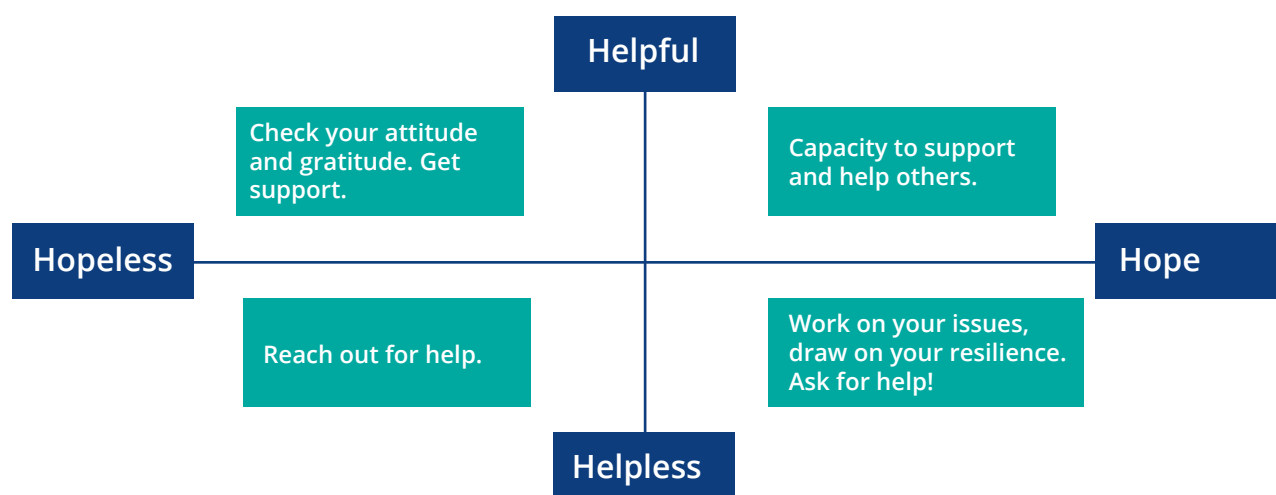 Helpful
Check your attitude
and gratitude. Get
support.
Capacity to support
and help others.
Hopeless
Hope
Reach out for help.
Work on your issues,
draw on your resilience.
Ask for help!
Helpless